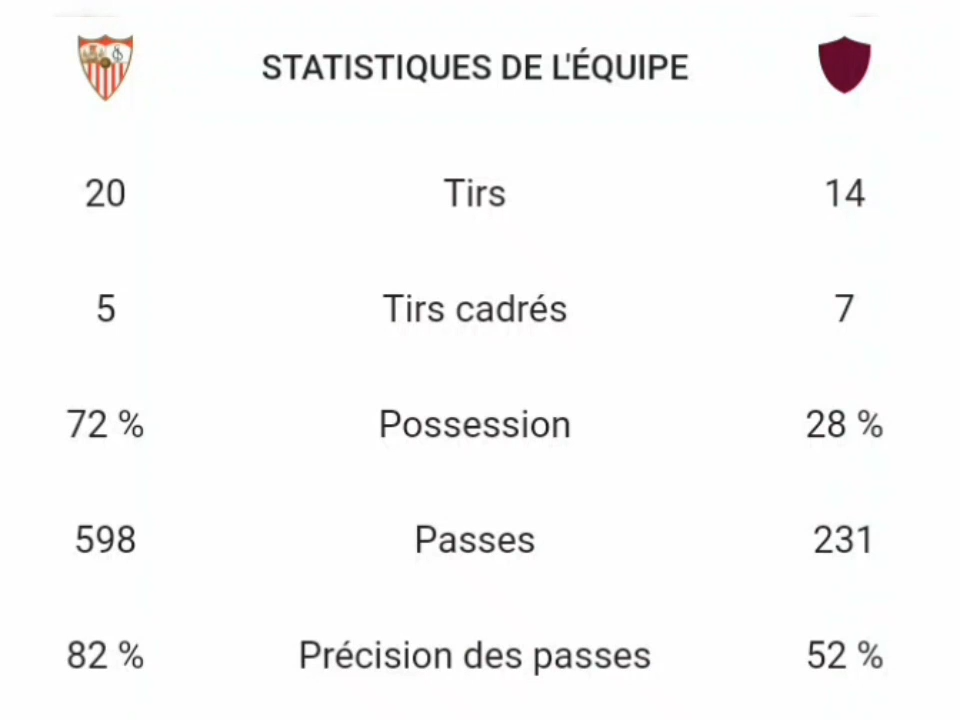 STATISTIQUES DE L'ÉQUIPE
20 Tirs 14
5 Tirs cadrés 7
72 % Possession 28 %
598 Passes 231
82 % Précision des passes 52 %